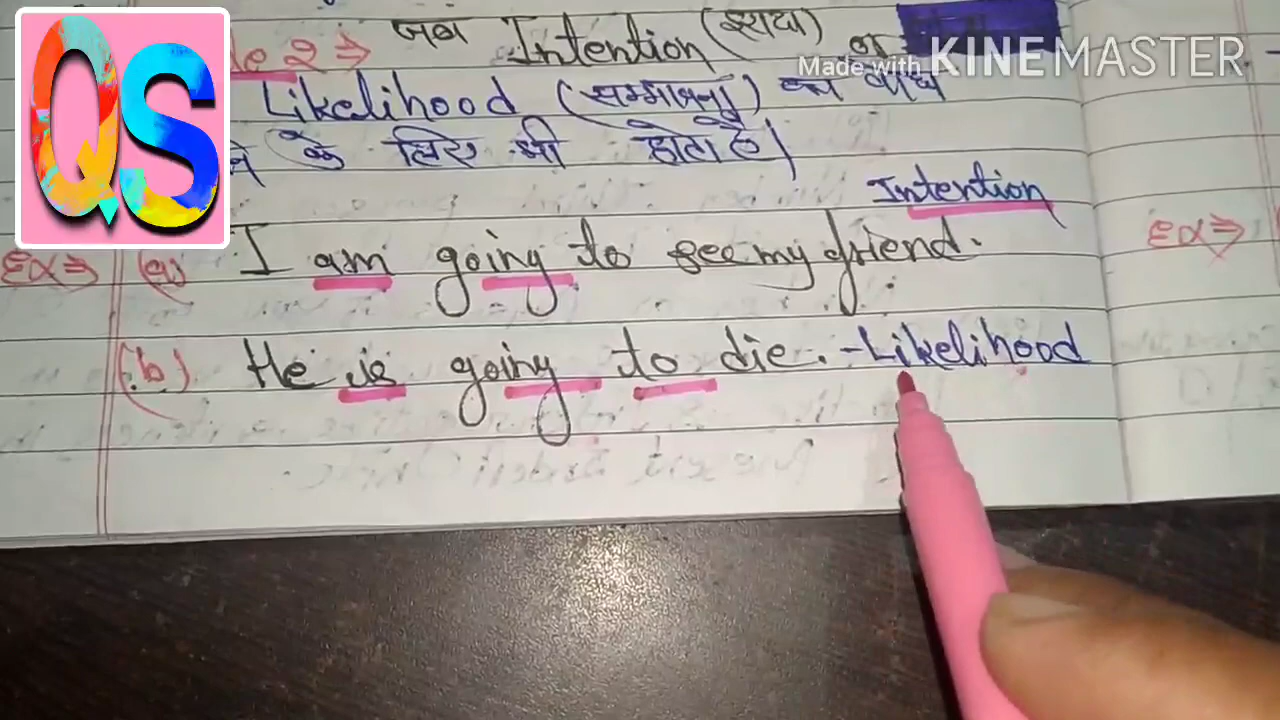 QS
2 ⇒ जब Intention (इरादा) या
Made with KINEMASTER
Likelihood (सम्भावना) का बोध
ने के लिए भी होता है।
Intention
Ex⇒ (a) I am going to see my friend.
Ex⇒
(b) He is going to die. - Likelihood